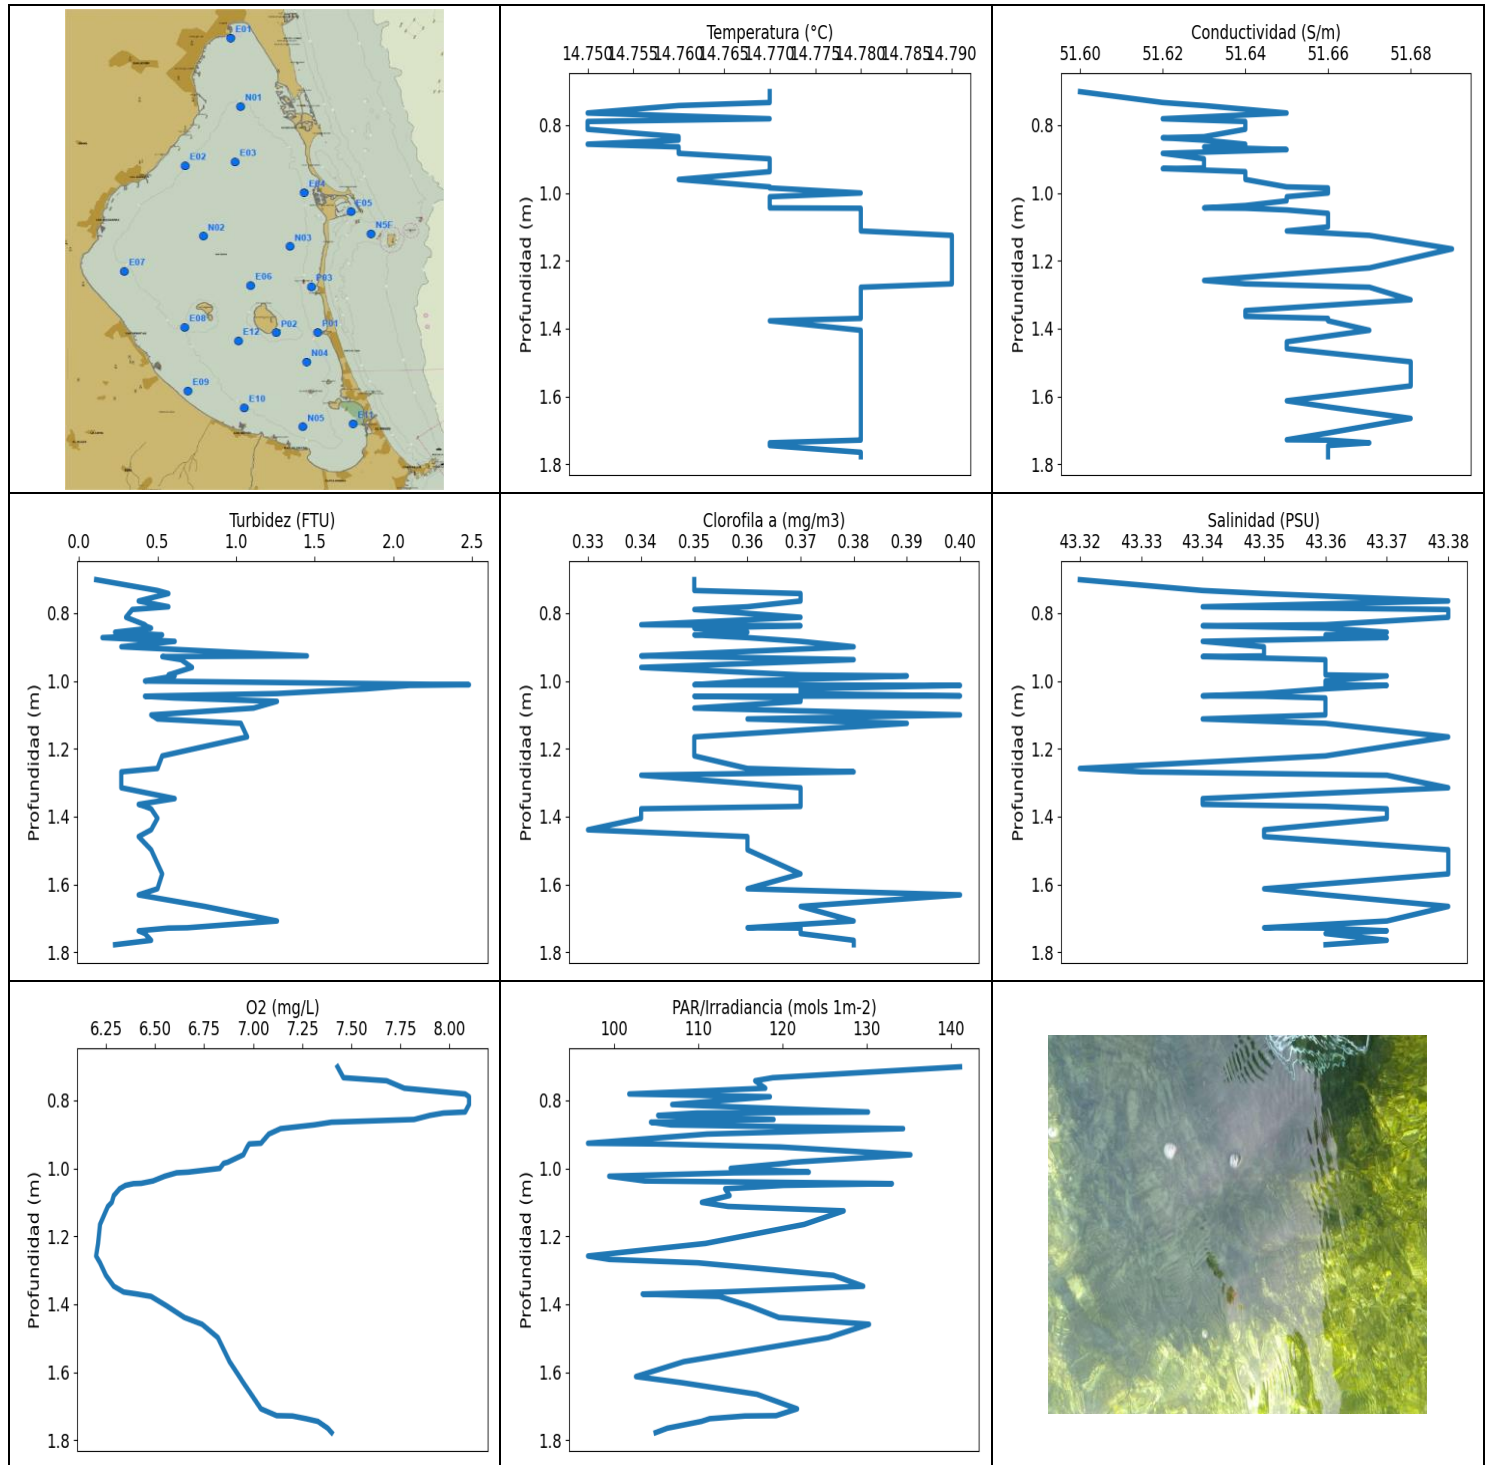 E01
N01
E02
E03
E04
E05
N5F
N02
N03
E07
E06
P03
E08
E12
P02
P01
N04
E09
E10
N05
E11
Temperatura (°C)
14.750 14.755 14.760 14.765 14.770 14.775 14.780 14.785 14.790
Profundidad (m)
0.8
1.0
1.2
1.4
1.6
1.8
Conductividad (S/m)
51.60 51.62 51.64 51.66 51.68
Profundidad (m)
0.8
1.0
1.2
1.4
1.6
1.8
Turbidez (FTU)
0.0 0.5 1.0 1.5 2.0 2.5
Profundidad (m)
0.8
1.0
1.2
1.4
1.6
1.8
Clorofila a (mg/m3)
0.33 0.34 0.35 0.36 0.37 0.38 0.39 0.40
Profundidad (m)
0.8
1.0
1.2
1.4
1.6
1.8
Salinidad (PSU)
43.32 43.33 43.34 43.35 43.36 43.37 43.38
Profundidad (m)
0.8
1.0
1.2
1.4
1.6
1.8
O2 (mg/L)
6.25 6.50 6.75 7.00 7.25 7.50 7.75 8.00
Profundidad (m)
0.8
1.0
1.2
1.4
1.6
1.8
PAR/Irradiancia (mols 1m-2)
100 110 120 130 140
Profundidad (m)
0.8
1.0
1.2
1.4
1.6
1.8